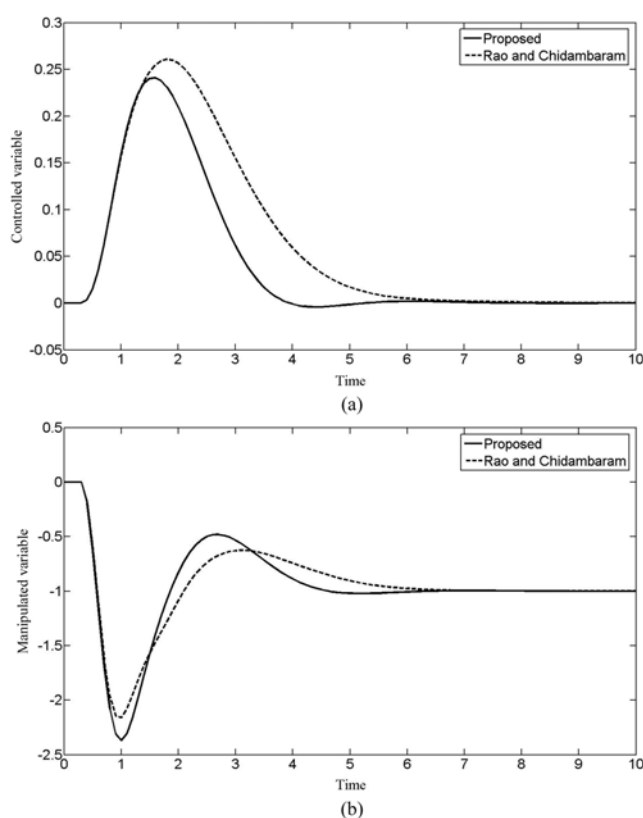 0.3
0.25
0.2
0.15
0.1
0.05
0
-0.05
Controlled variable
Proposed
Rao and Chidambaram
0 1 2 3 4 5 6 7 8 9 10
Time
(a)
0.5
0
-0.5
-1
-1.5
-2
-2.5
Manipulated variable
Proposed
Rao and Chidambaram
0 1 2 3 4 5 6 7 8 9 10
Time
(b)